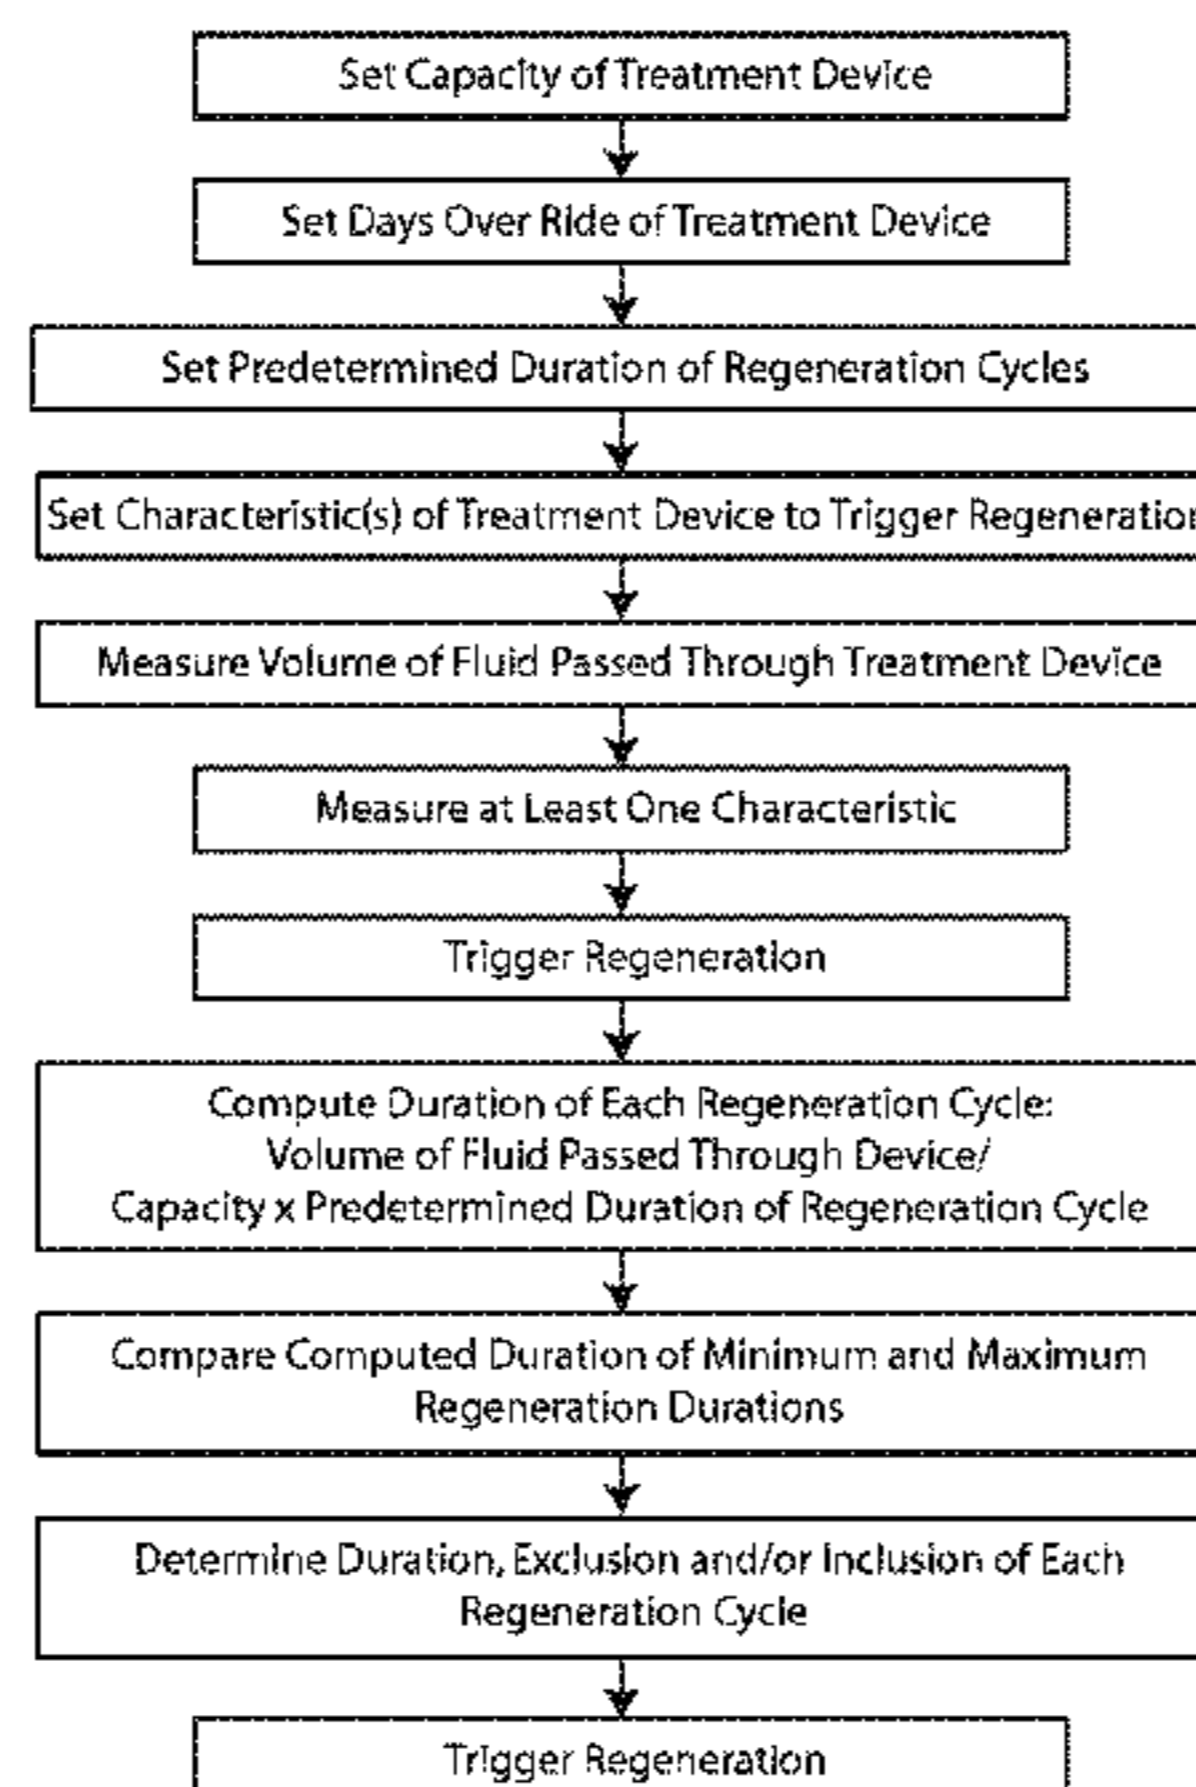 Set Capacity of Treatment Device
Set Days Over Ride of Treatment Device
Set Predetermined Duration of Regeneration Cycles
Set Characteristic(s) of Treatment Device to Trigger Regeneration
Measure Volume of Fluid Passed Through Treatment Device
Measure at Least One Characteristic
Trigger Regeneration
Compute Duration of Each Regeneration Cycle:
Volume of Fluid Passed Through Device/
Capacity x Predetermined Duration of Regeneration Cycle
Compare Computed Duration of Minimum and Maximum
Regeneration Durations
Determine Duration, Exclusion and/or Inclusion of Each
Regeneration Cycle
Trigger Regeneration